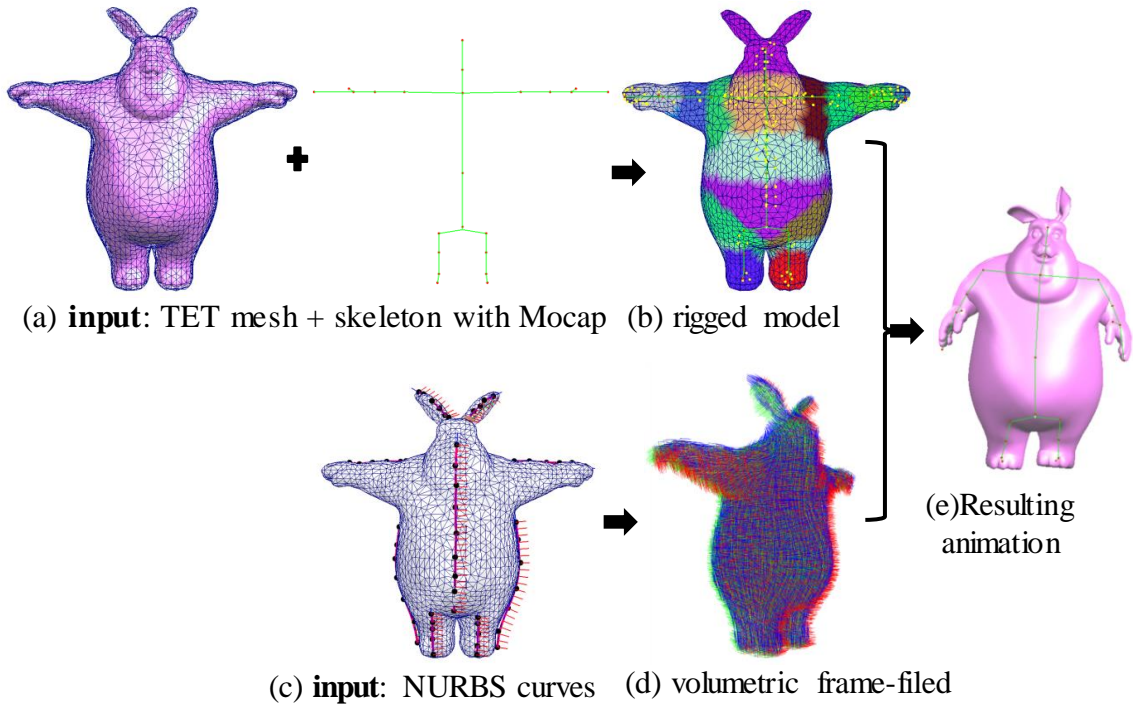 (a) input: TET mesh + skeleton with Mocap
(b) rigged model
(c) input: NURBS curves
(d) volumetric frame-filed
(e)Resulting
animation